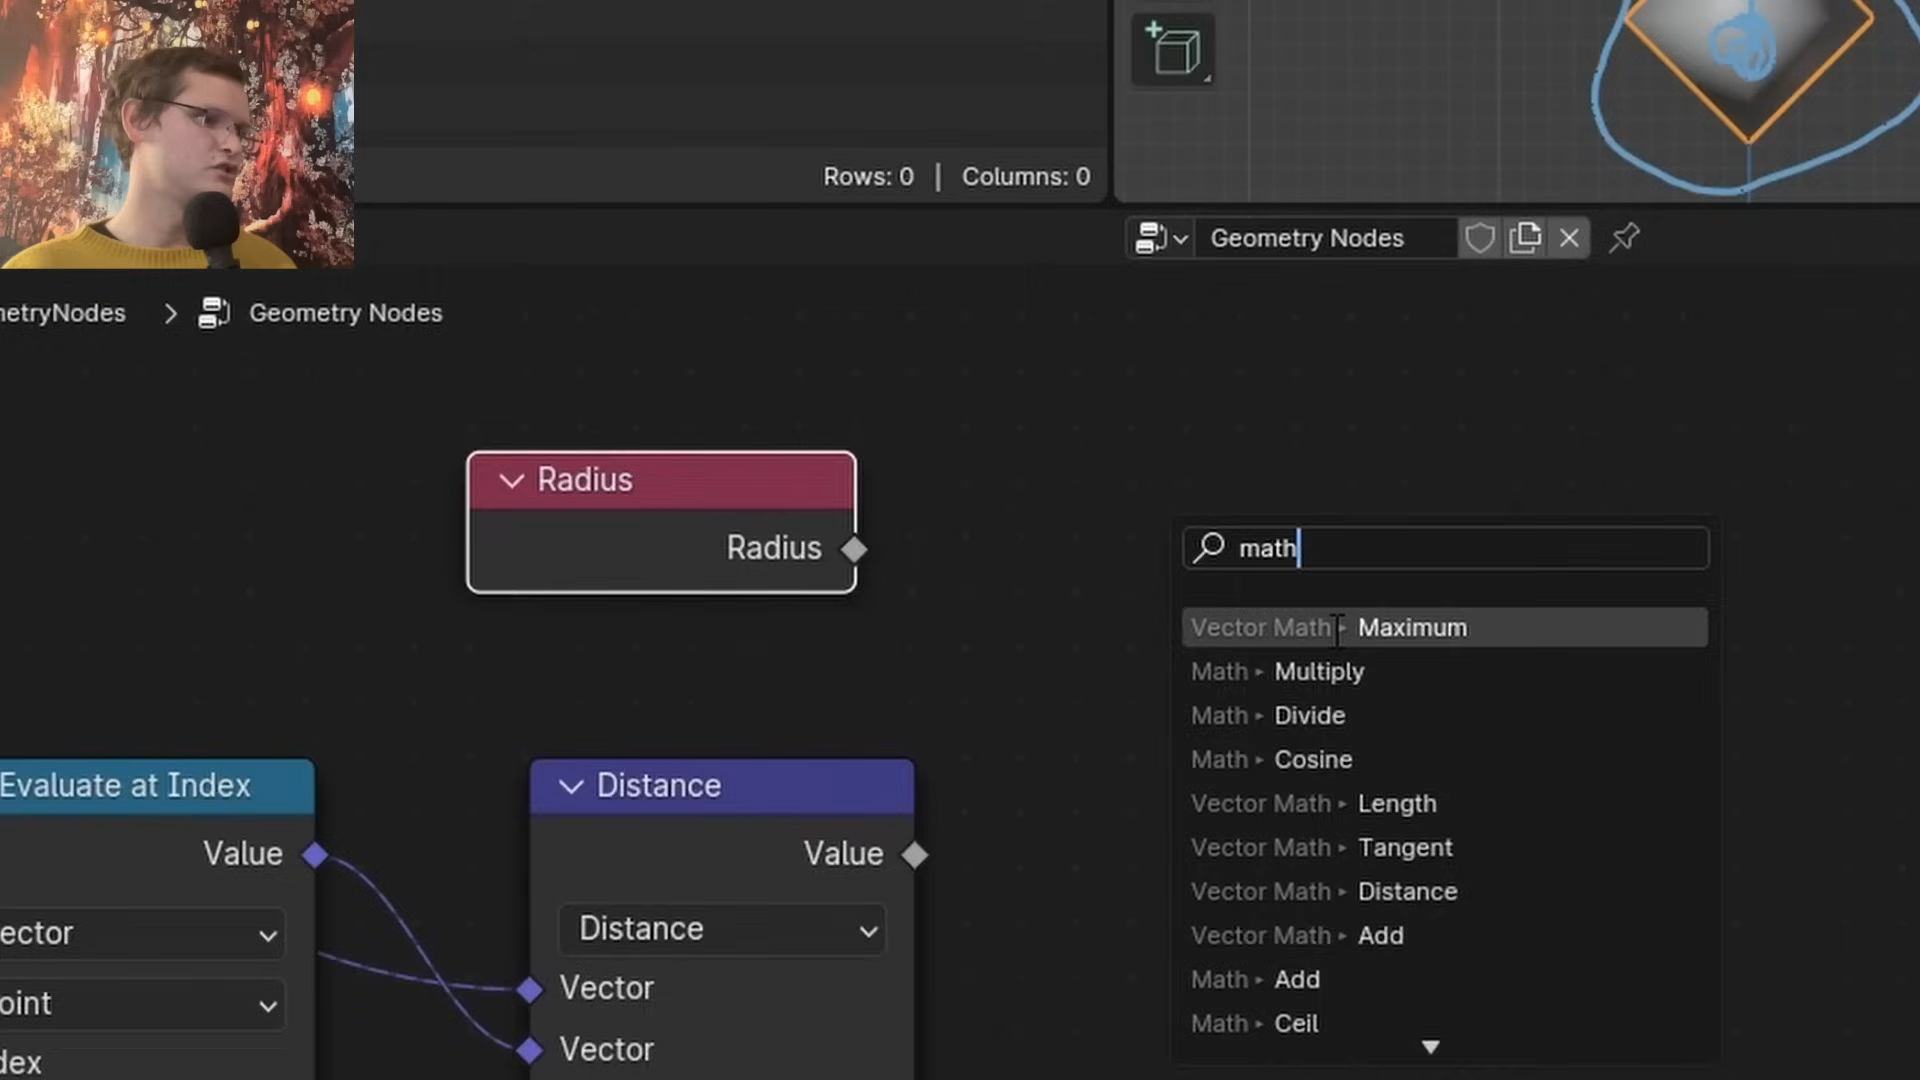 Rows: 0 | Columns: 0
Geometry Nodes
etryNodes > Geometry Nodes
Radius
Radius
math
Vector Math ▸ Maximum
Math ▸ Multiply
Math ▸ Divide
Math ▸ Cosine
Vector Math ▸ Length
Vector Math ▸ Tangent
Vector Math ▸ Distance
Vector Math ▸ Add
Math ▸ Add
Math ▸ Ceil
Evaluate at Index
Value
ector
oint
dex
Distance
Value
Distance
Vector
Vector